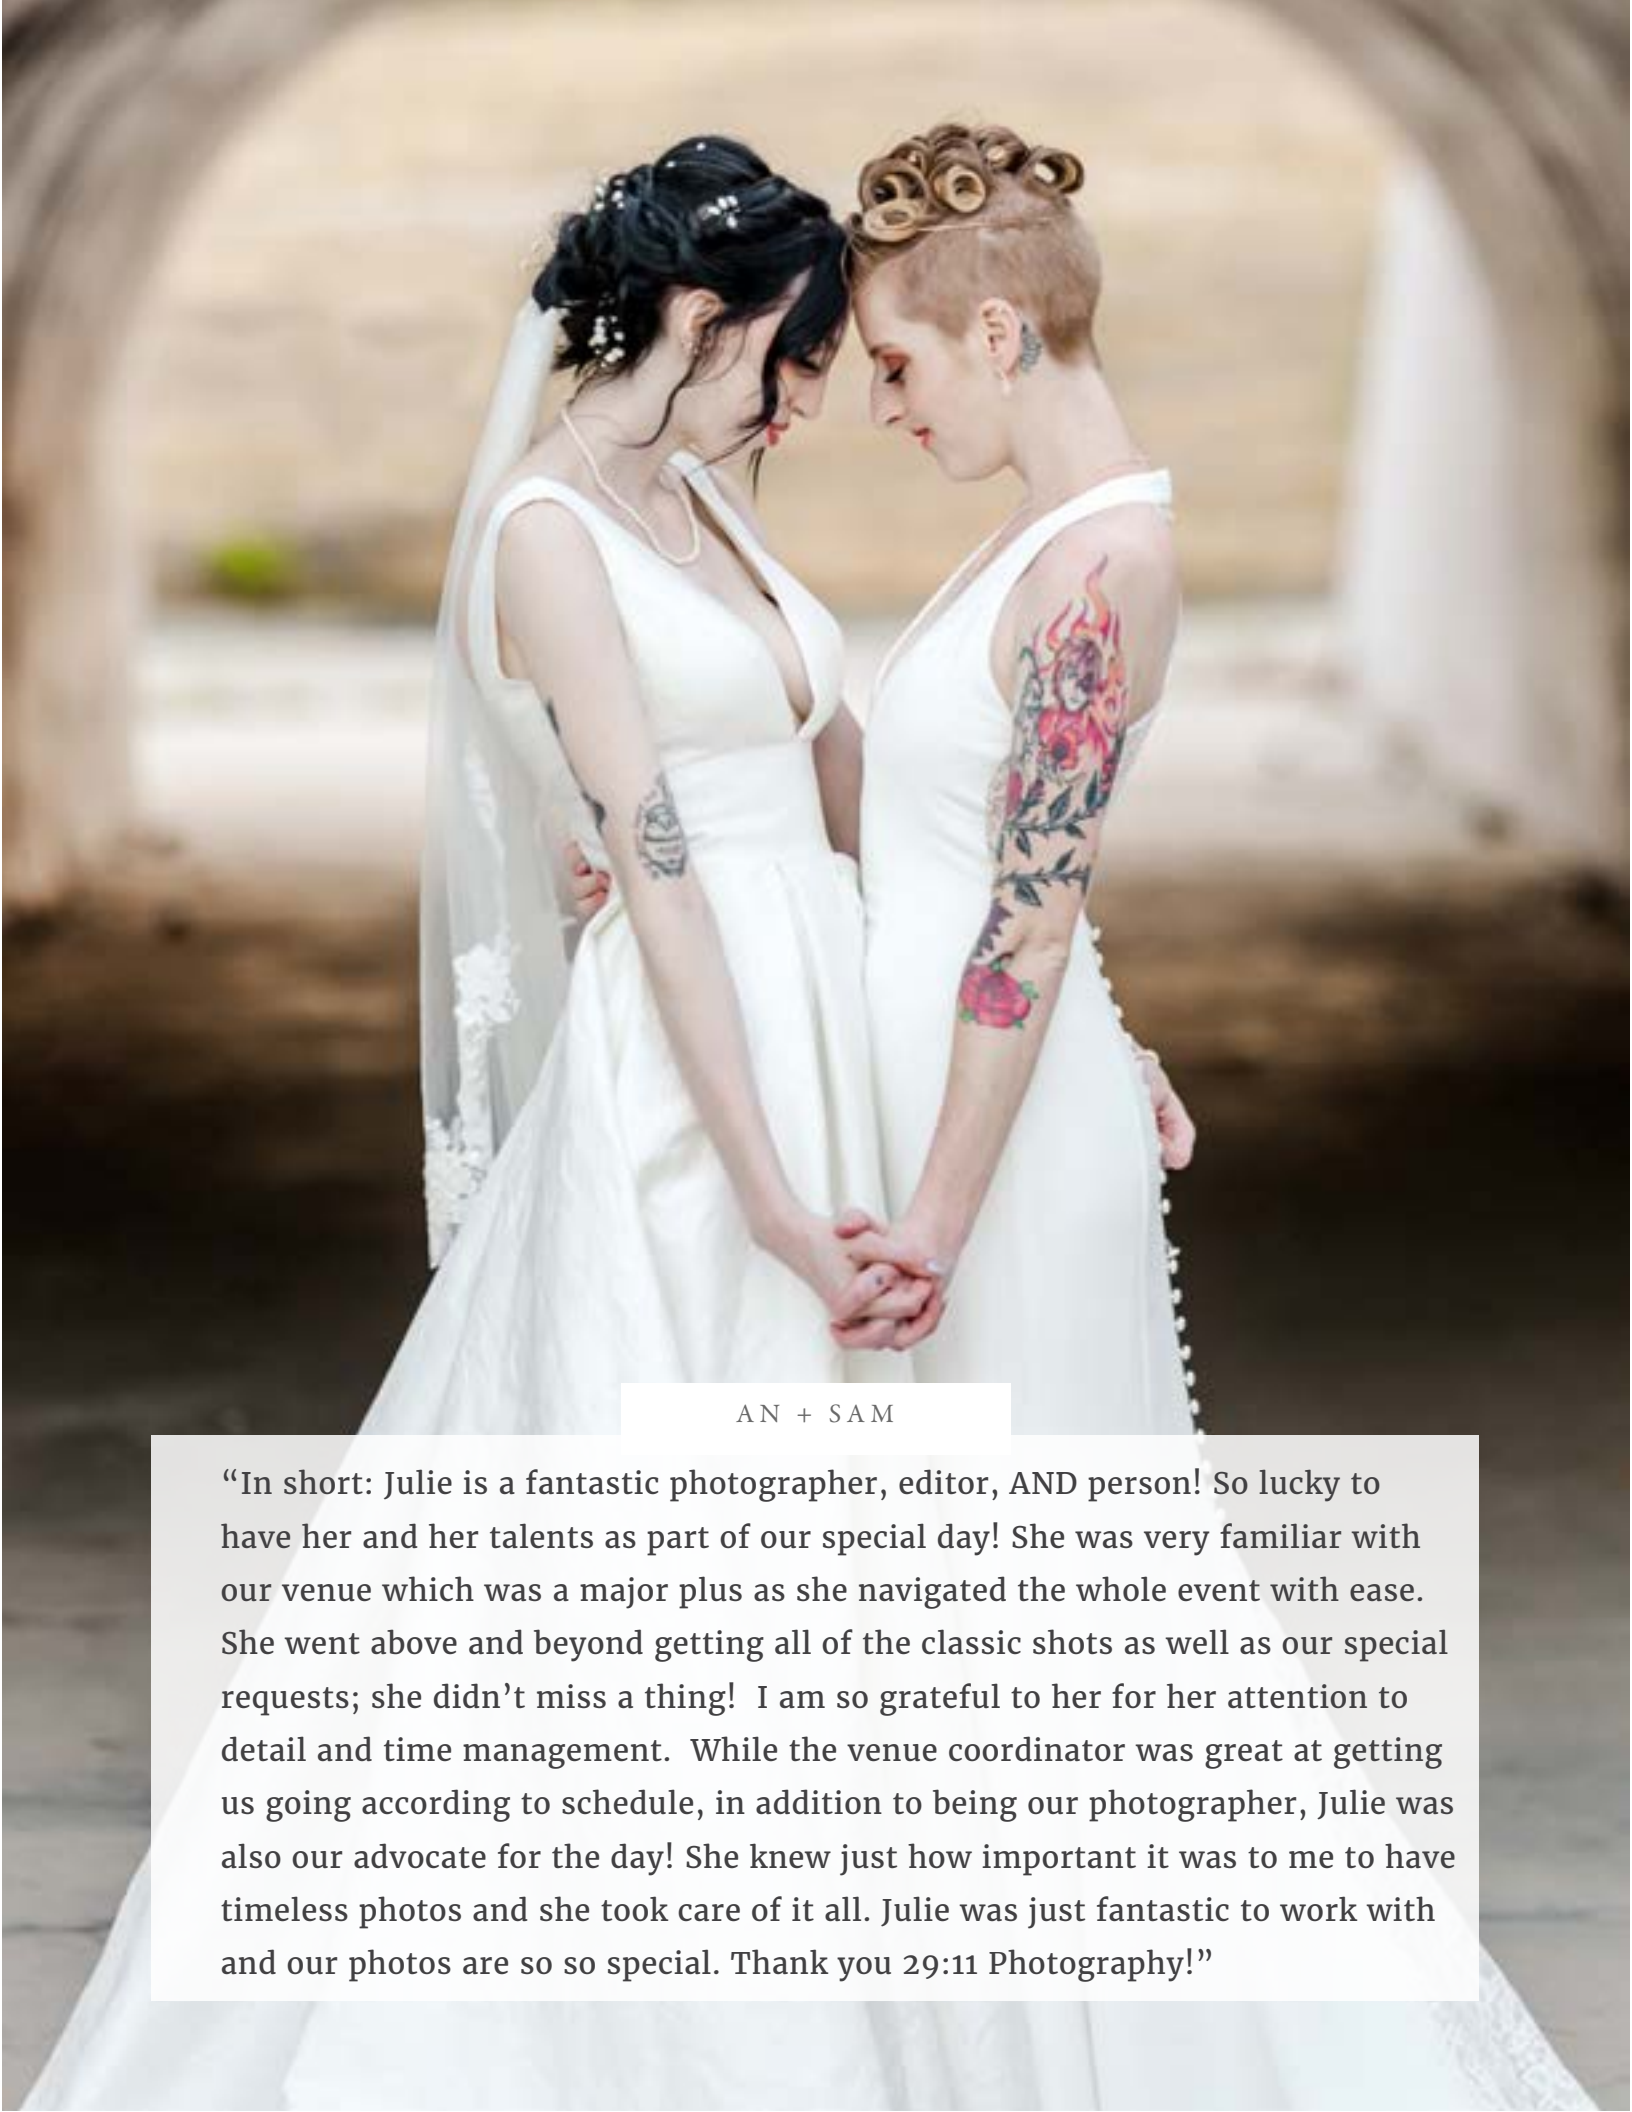 AN + SAM
“In short: Julie is a fantastic photographer, editor, AND person! So lucky to
have her and her talents as part of our special day! She was very familiar with
our venue which was a major plus as she navigated the whole event with ease.
She went above and beyond getting all of the classic shots as well as our special
requests; she didn’t miss a thing!  I am so grateful to her for her attention to
detail and time management.  While the venue coordinator was great at getting
us going according to schedule, in addition to being our photographer, Julie was
also our advocate for the day! She knew just how important it was to me to have
timeless photos and she took care of it all. Julie was just fantastic to work with
and our photos are so so special. Thank you 29:11 Photography!”